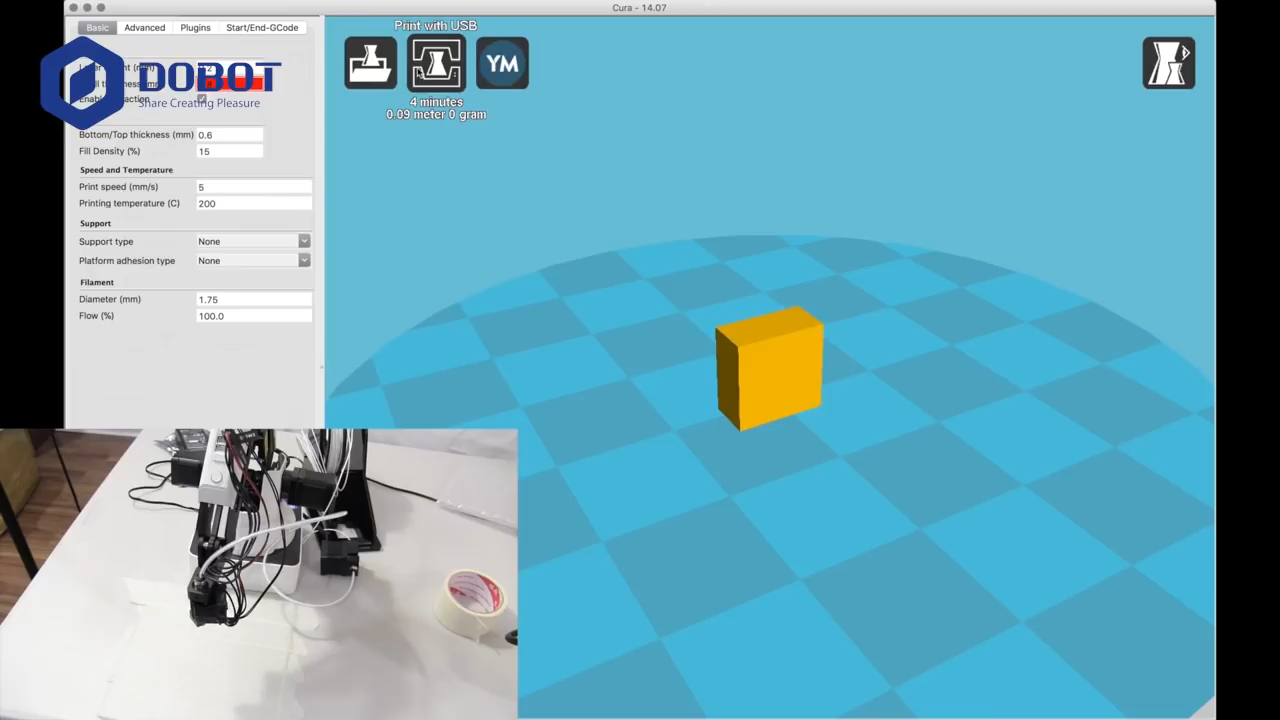 Cura - 14.07
Basic Advanced Plugins Start/End-GCode
Print with USB
YM
DOBOT
Share Creating Pleasure
4 minutes
0.09 meter 0 gram
Bottom/Top thickness (mm) 0.6
Fill Density (%) 15
Speed and Temperature
Print speed (mm/s) 5
Printing temperature (C) 200
Support
Support type None
Platform adhesion type None
Filament
Diameter (mm) 1.75
Flow (%) 100.0